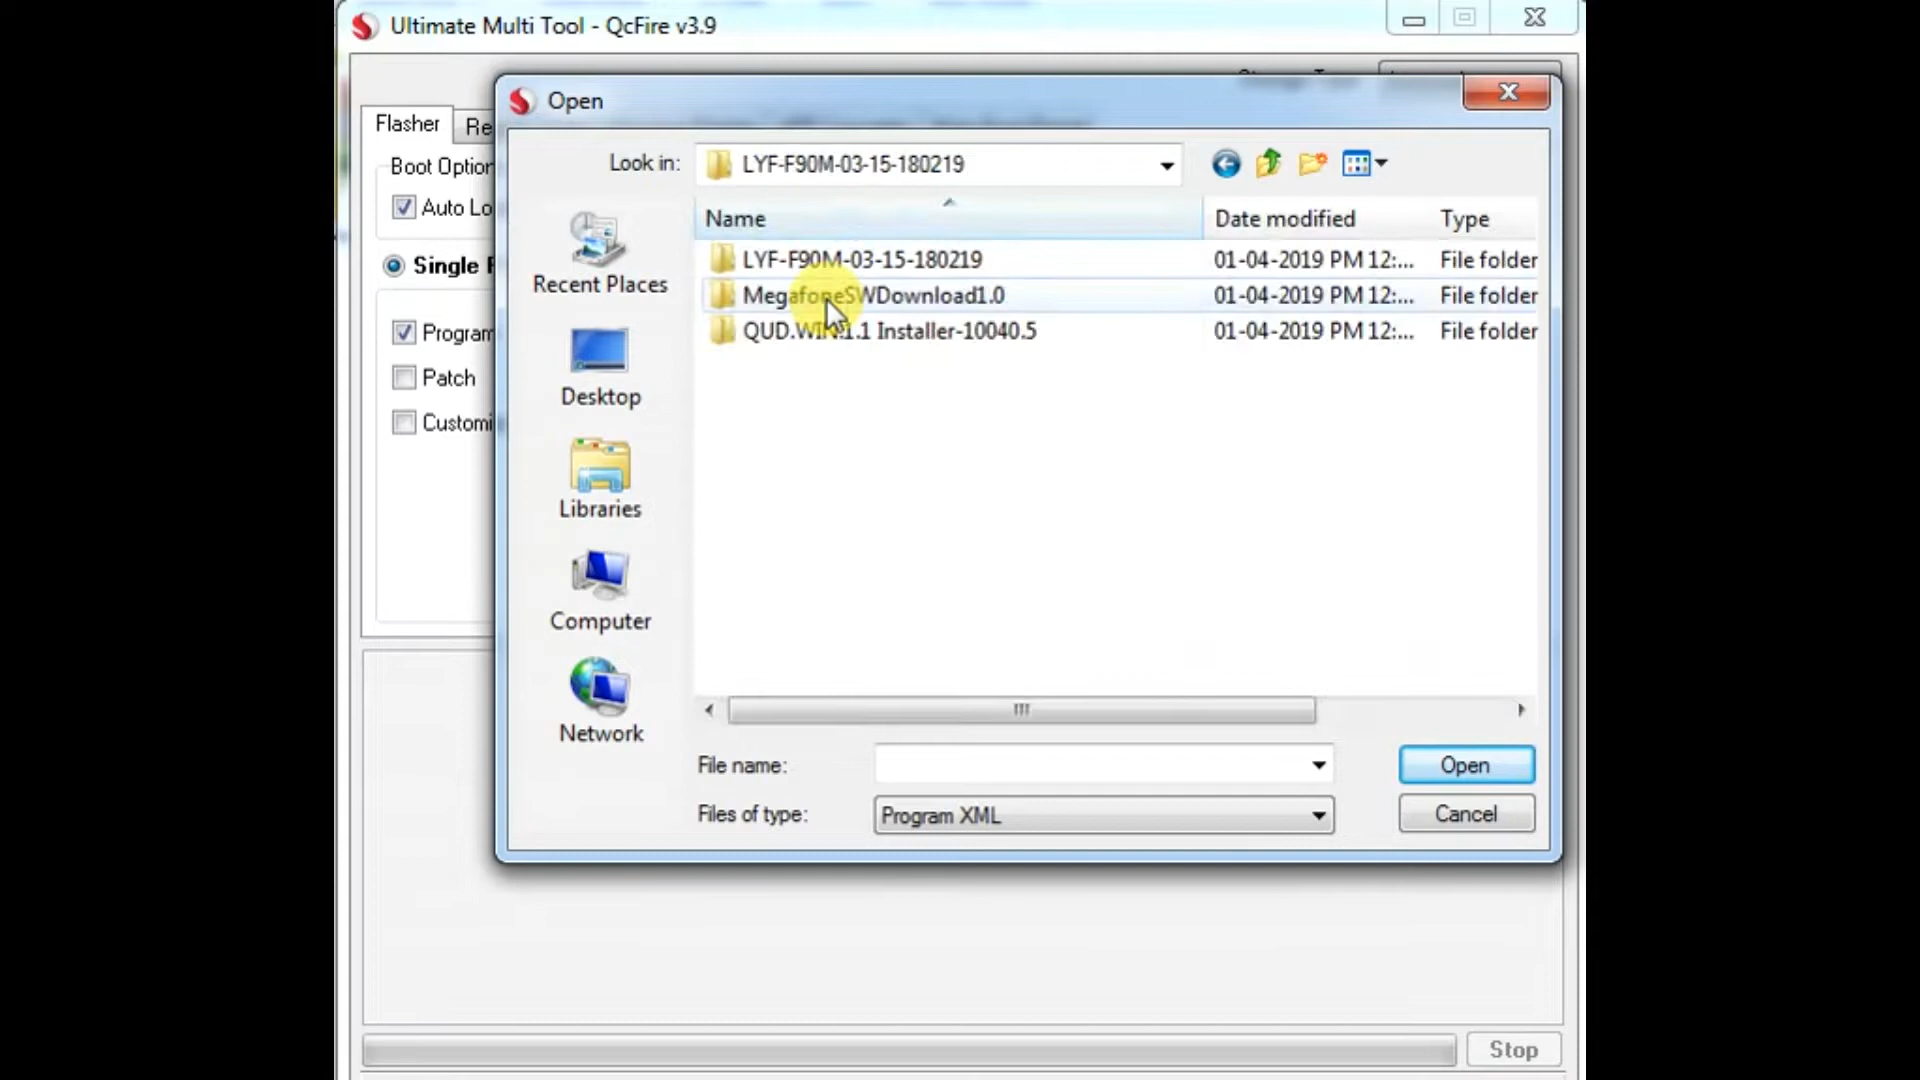 Ultimate Multi Tool - QcFire v3.9
Open
Flasher
Re
Look in:
LYF-F90M-03-15-180219
Boot Option
Auto Lo
Single
Program
Patch
Customi
Recent Places
Desktop
Libraries
Computer
Network
Name
Date modified
Type
LYF-F90M-03-15-180219
01-04-2019 PM 12:...
File folder
MegafoneSWDownload1.0
01-04-2019 PM 12:...
File folder
QUD.WIN.1.1 Installer-10040.5
01-04-2019 PM 12:...
File folder
File name:
Open
Files of type:
Program XML
Cancel
Stop